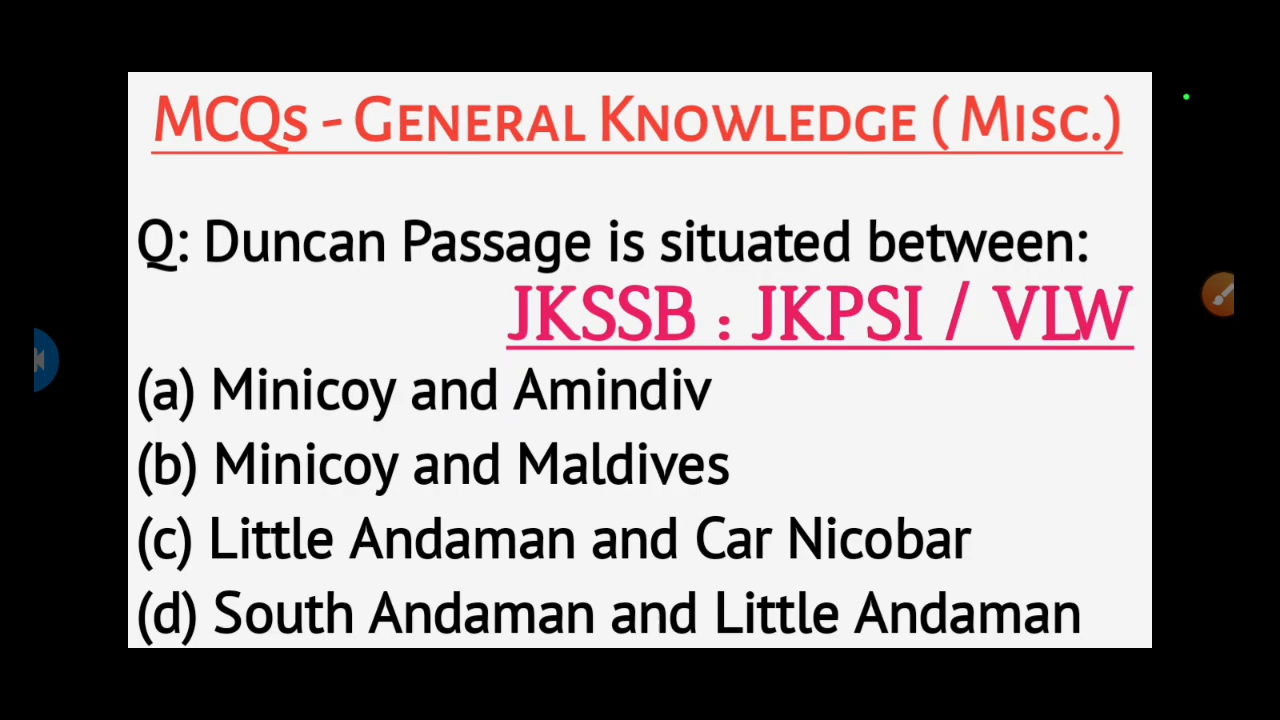 MCQs - General Knowledge ( Misc.)
Q: Duncan Passage is situated between:
JKSSB : JKPSI / VLW
(a) Minicoy and Amindiv
(b) Minicoy and Maldives
(c) Little Andaman and Car Nicobar
(d) South Andaman and Little Andaman